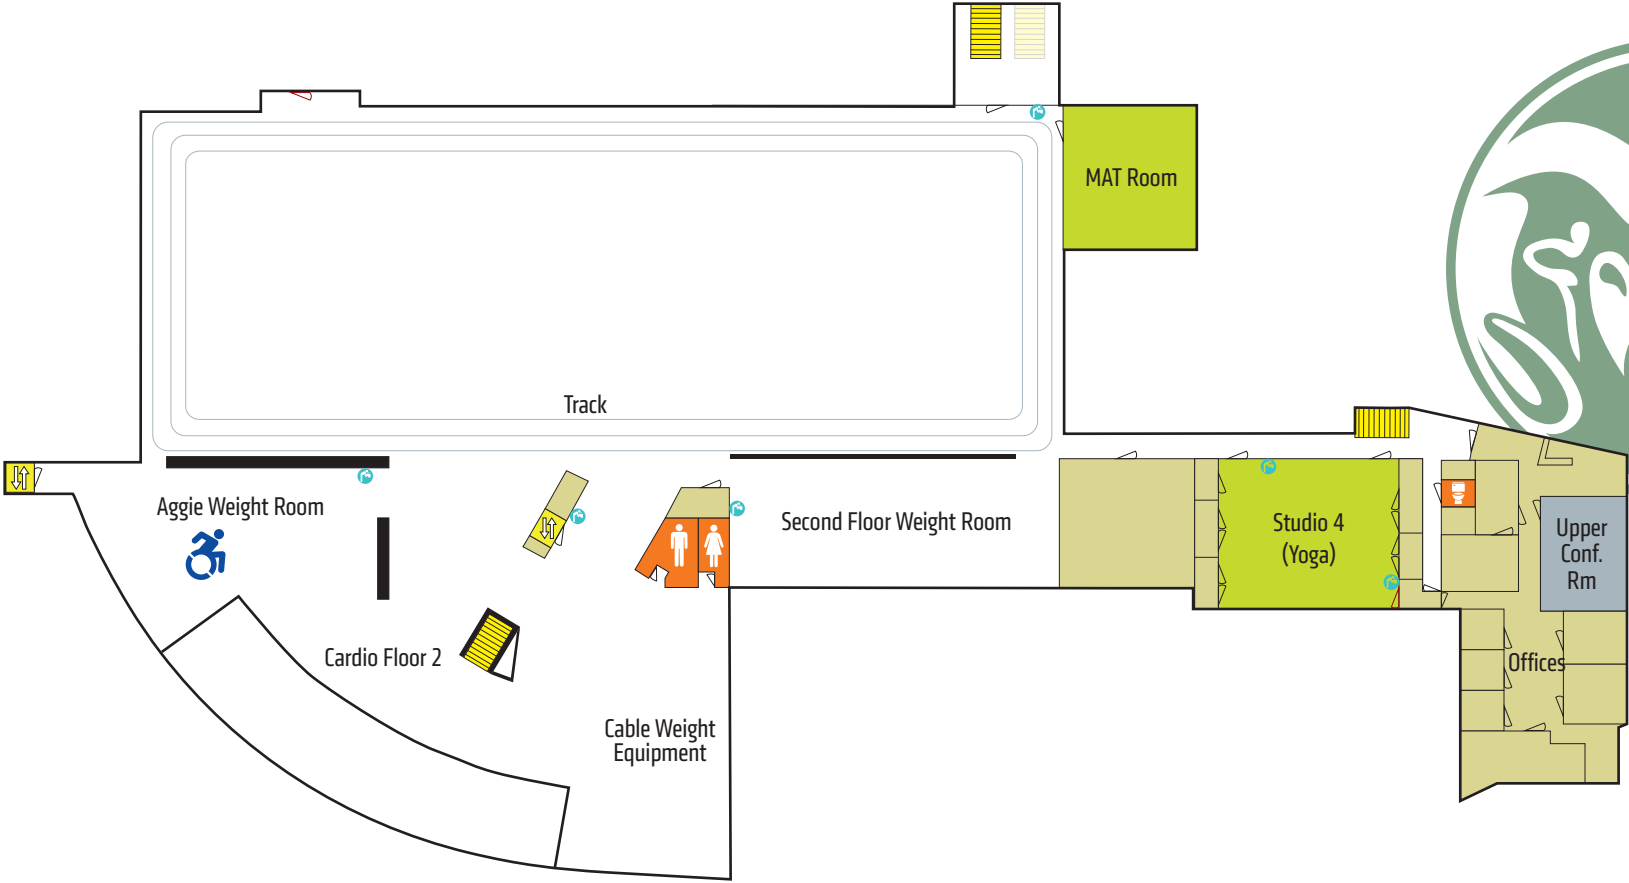 MAT Room
Track
Aggie Weight Room
Second Floor Weight Room
Studio 4
(Yoga)
Upper
Conf.
Rm
Cardio Floor 2
Offices
Cable Weight
Equipment